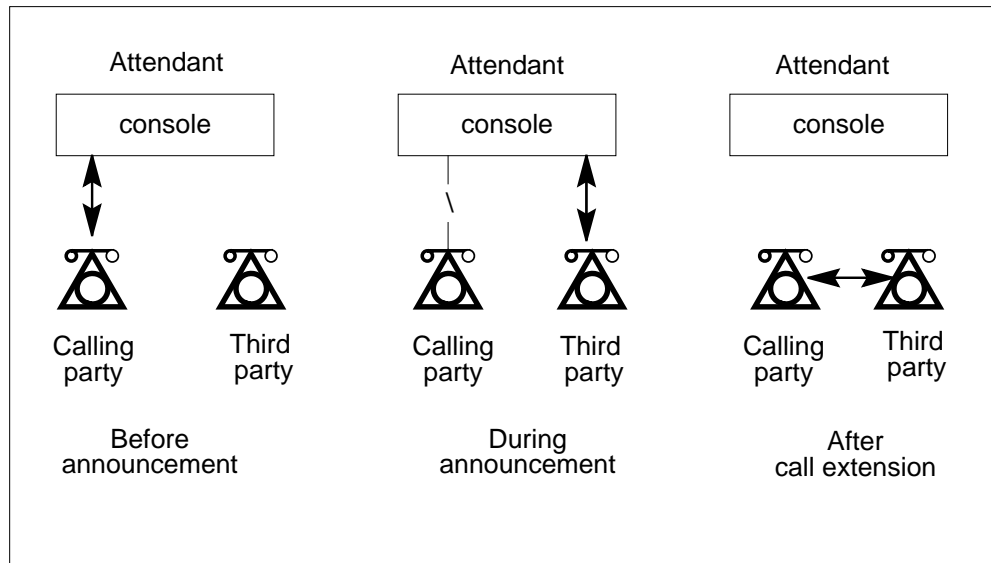 Attendant
console
Calling
party
Third
party
Before
announcement
Attendant
console
Calling
party
Third
party
During
announcement
Attendant
console
Calling
party
Third
party
After
call extension